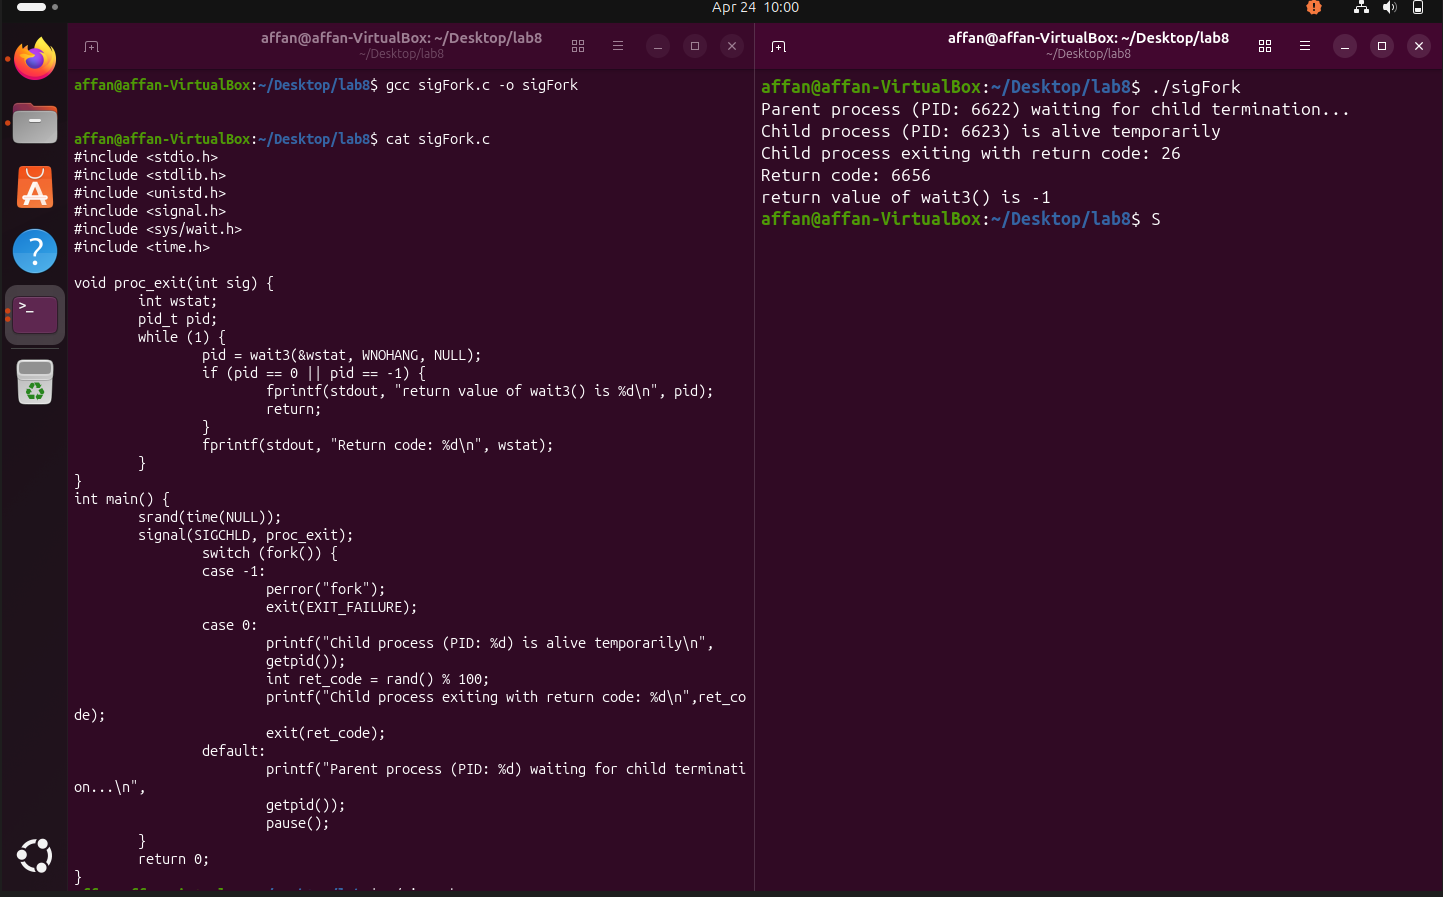 Apr 24 10:00
affan@affan-VirtualBox: ~/Desktop/lab8
~/Desktop/lab8
affan@affan-VirtualBox:~/Desktop/lab8$ gcc sigFork.c -o sigFork
affan@affan-VirtualBox:~/Desktop/lab8$ cat sigFork.c
#include <stdio.h>
#include <stdlib.h>
#include <unistd.h>
#include <signal.h>
#include <sys/wait.h>
#include <time.h>
void proc_exit(int sig) {
        int wstat;
        pid_t pid;
        while (1) {
                pid = wait3(&wstat, WNOHANG, NULL);
                if (pid == 0 || pid == -1) {
                        fprintf(stdout, "return value of wait3() is %d\n", pid);
                        return;
                }
                fprintf(stdout, "Return code: %d\n", wstat);
        }
}
int main() {
        srand(time(NULL));
        signal(SIGCHLD, proc_exit);
                switch (fork()) {
                case -1:
                        perror("fork");
                        exit(EXIT_FAILURE);
                case 0:
                        printf("Child process (PID: %d) is alive temporarily\n",
                        getpid());
                        int ret_code = rand() % 100;
                        printf("Child process exiting with return code: %d\n",ret_co
de);
                        exit(ret_code);
                default:
                        printf("Parent process (PID: %d) waiting for child terminati
on...\n",
                        getpid());
                        pause();
        }
        return 0;
}
affan@affan-VirtualBox: ~/Desktop/lab8
~/Desktop/lab8
affan@affan-VirtualBox:~/Desktop/lab8$ ./sigFork
Parent process (PID: 6622) waiting for child termination...
Child process (PID: 6623) is alive temporarily
Child process exiting with return code: 26
Return code: 6656
return value of wait3() is -1
affan@affan-VirtualBox:~/Desktop/lab8$ S